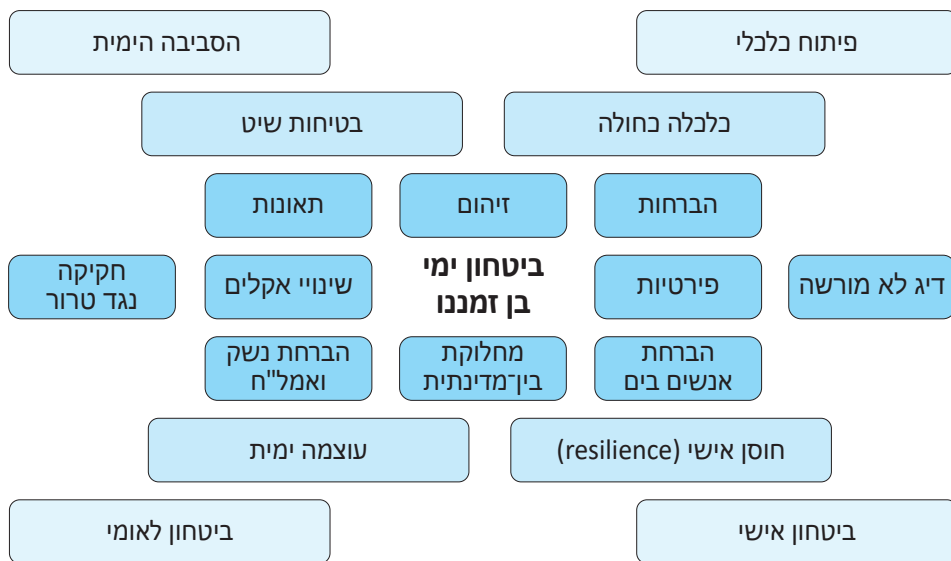 פיתוח כלכלי
הסביבה הימית
כלכלה כחולה
בטיחות שיט
הברחות
זיהום
תאונות
דיג לא מורשה
פירטיות
ביטחון ימי
בן זמננו
שינויי אקלים
חקיקה
נגד טרור
הברחת
אנשים בים
מחלוקת
בין־מדינתית
הברחת נשק
ואמל"ח
חוסן אישי (resilience)
עוצמה ימית
ביטחון אישי
ביטחון לאומי